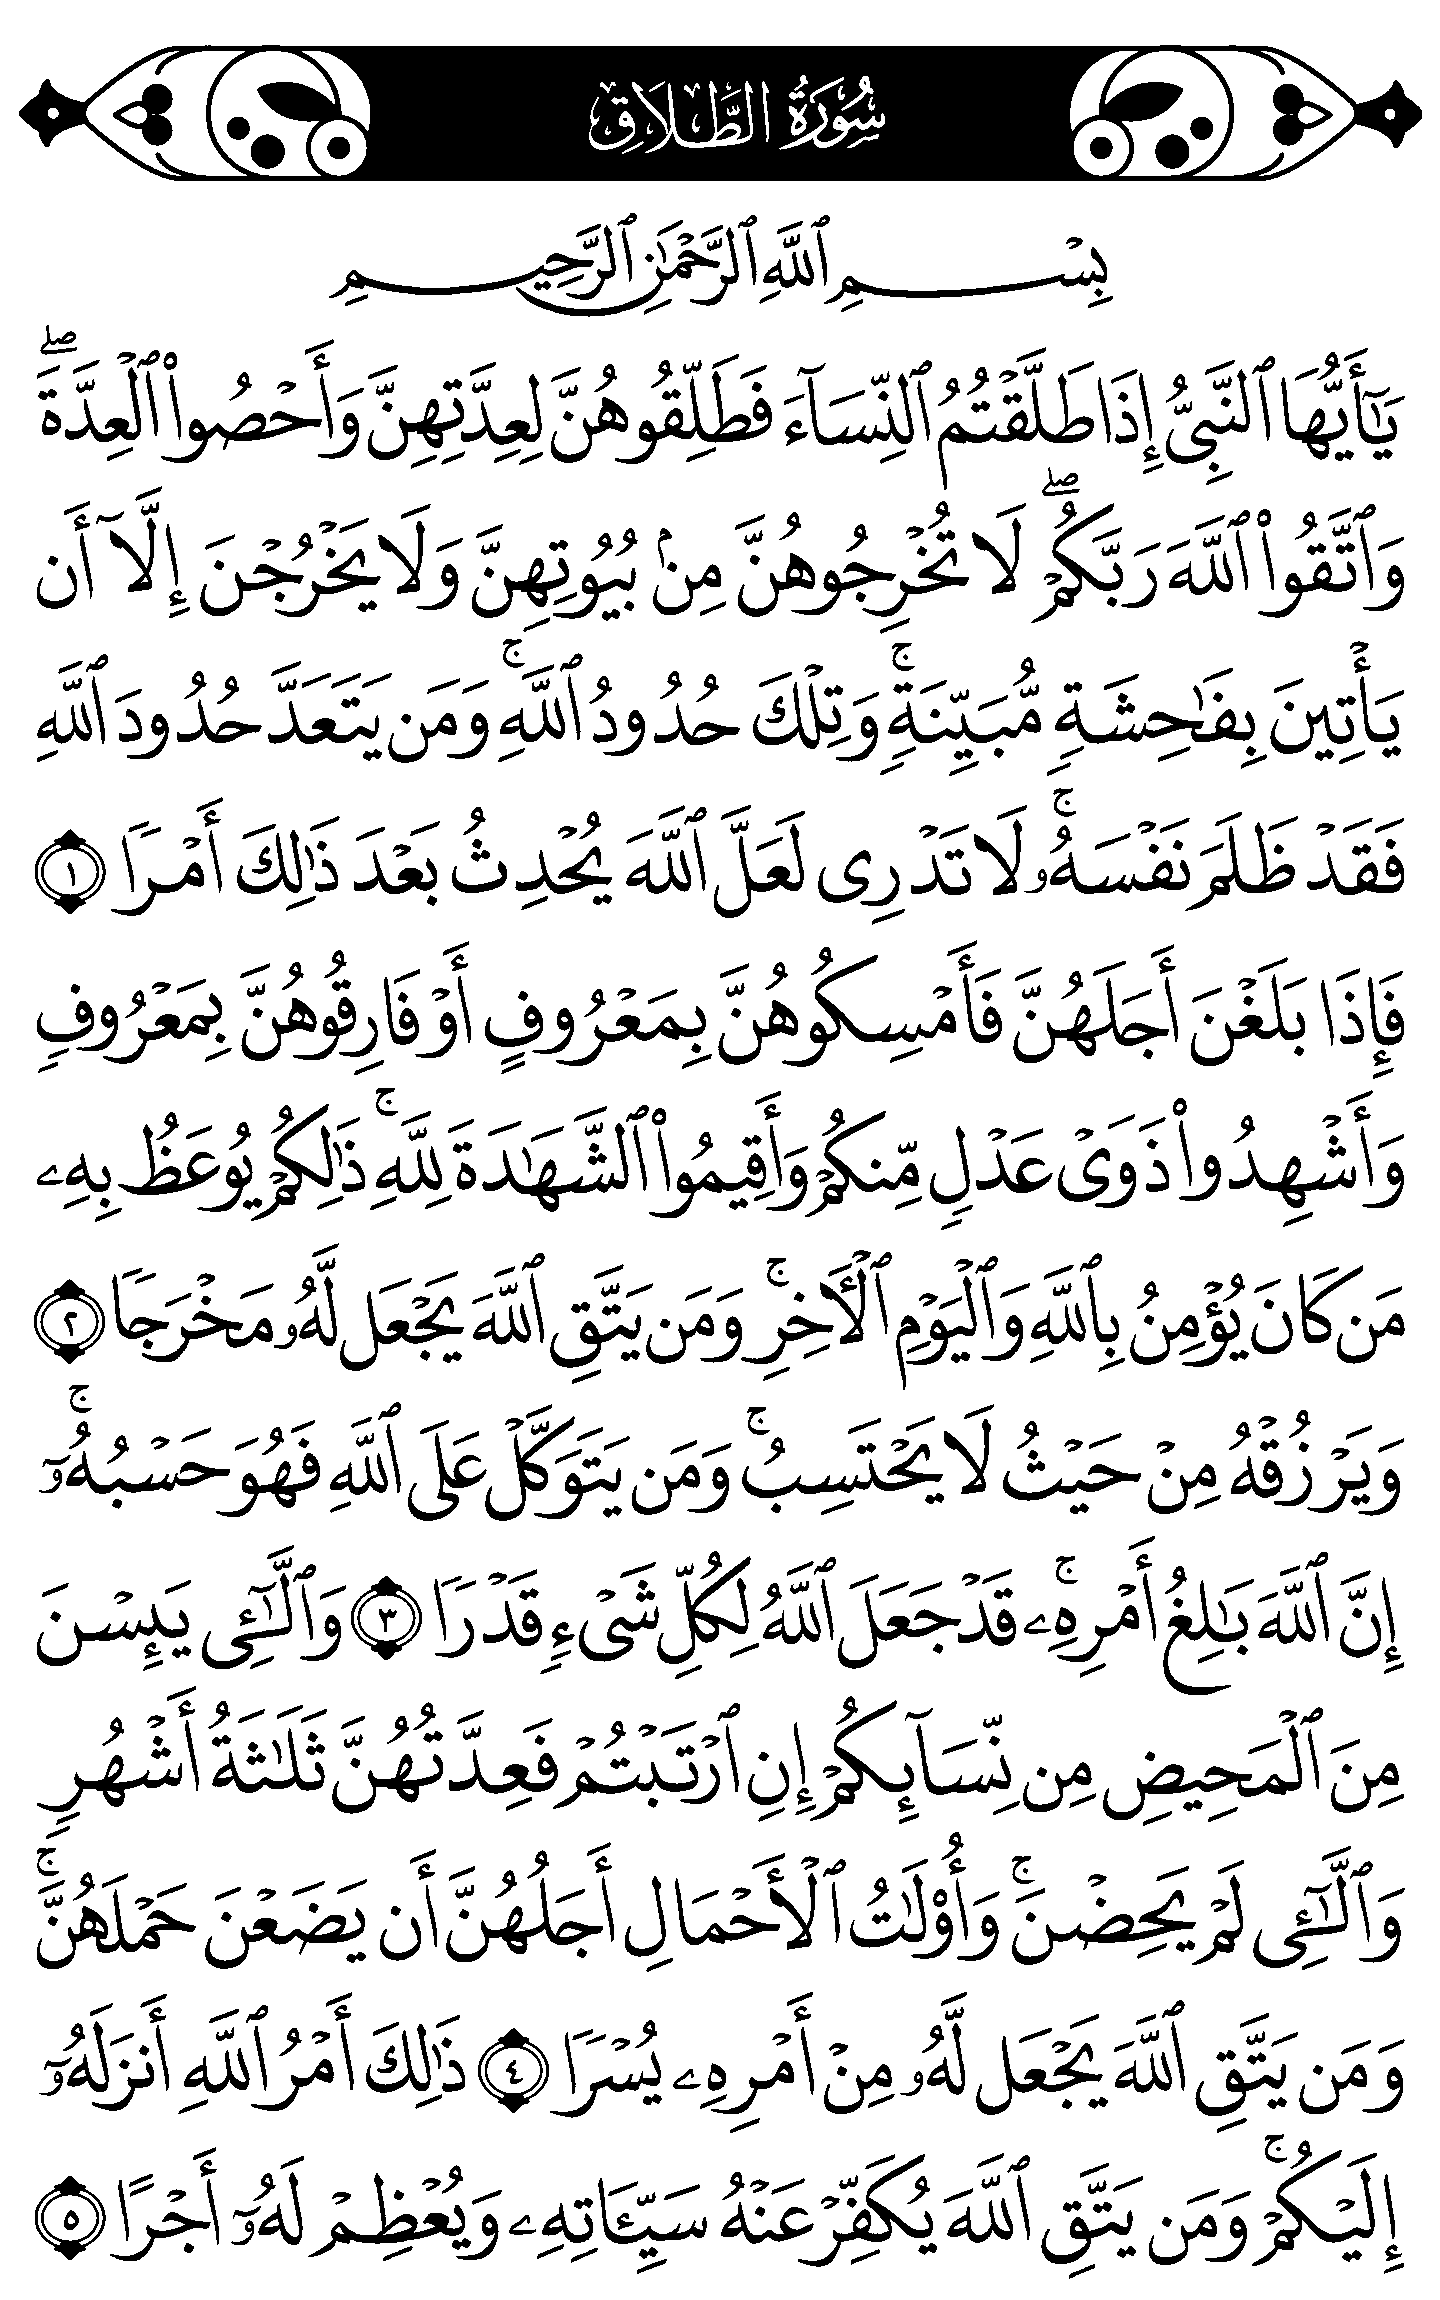 سُورَةُ الطَّلَاقِ
بِسۡمِ ٱللَّهِ ٱلرَّحۡمَٰنِ ٱلرَّحِيمِ
يَٰٓأَيُّهَا ٱلنَّبِيُّ إِذَا طَلَّقۡتُمُ ٱلنِّسَآءَ فَطَلِّقُوهُنَّ لِعِدَّتِهِنَّ وَأَحۡصُواْ ٱلۡعِدَّةَۖ
وَٱتَّقُواْ ٱللَّهَ رَبَّكُمۡۖ لَا تُخۡرِجُوهُنَّ مِنۢ بُيُوتِهِنَّ وَلَا يَخۡرُجۡنَ إِلَّآ أَن
يَأۡتِينَ بِفَٰحِشَةٖ مُّبَيِّنَةٖۚ وَتِلۡكَ حُدُودُ ٱللَّهِۚ وَمَن يَتَعَدَّ حُدُودَ ٱللَّهِ
فَقَدۡ ظَلَمَ نَفۡسَهُۥۚ لَا تَدۡرِي لَعَلَّ ٱللَّهَ يُحۡدِثُ بَعۡدَ ذَٰلِكَ أَمۡرٗا ١
فَإِذَا بَلَغۡنَ أَجَلَهُنَّ فَأَمۡسِكُوهُنَّ بِمَعۡرُوفٍ أَوۡ فَارِقُوهُنَّ بِمَعۡرُوفٖ
وَأَشۡهِدُواْ ذَوَيۡ عَدۡلٖ مِّنكُمۡ وَأَقِيمُواْ ٱلشَّهَٰدَةَ لِلَّهِۚ ذَٰلِكُمۡ يُوعَظُ بِهِۦ
مَن كَانَ يُؤۡمِنُ بِٱللَّهِ وَٱلۡيَوۡمِ ٱلۡأٓخِرِۚ وَمَن يَتَّقِ ٱللَّهَ يَجۡعَل لَّهُۥ مَخۡرَجٗا ٢
وَيَرۡزُقۡهُ مِنۡ حَيۡثُ لَا يَحۡتَسِبُۚ وَمَن يَتَوَكَّلۡ عَلَى ٱللَّهِ فَهُوَ حَسۡبُهُۥٓۚ
إِنَّ ٱللَّهَ بَٰلِغُ أَمۡرِهِۦۚ قَدۡ جَعَلَ ٱللَّهُ لِكُلِّ شَيۡءٖ قَدۡرٗا ٣ وَٱلَّٰٓـِٔي يَئِسۡنَ
مِنَ ٱلۡمَحِيضِ مِن نِّسَآئِكُمۡ إِنِ ٱرۡتَبۡتُمۡ فَعِدَّتُهُنَّ ثَلَٰثَةُ أَشۡهُرٖ
وَٱلَّٰٓـِٔي لَمۡ يَحِضۡنَۚ وَأُوْلَٰتُ ٱلۡأَحۡمَالِ أَجَلُهُنَّ أَن يَضَعۡنَ حَمۡلَهُنَّۚ
وَمَن يَتَّقِ ٱللَّهَ يَجۡعَل لَّهُۥ مِنۡ أَمۡرِهِۦ يُسۡرٗا ٤ ذَٰلِكَ أَمۡرُ ٱللَّهِ أَنزَلَهُۥٓ
إِلَيۡكُمۡۚ وَمَن يَتَّقِ ٱللَّهَ يُكَفِّرۡ عَنۡهُ سَيِّـَٔاتِهِۦ وَيُعۡظِمۡ لَهُۥٓ أَجۡرًا ٥